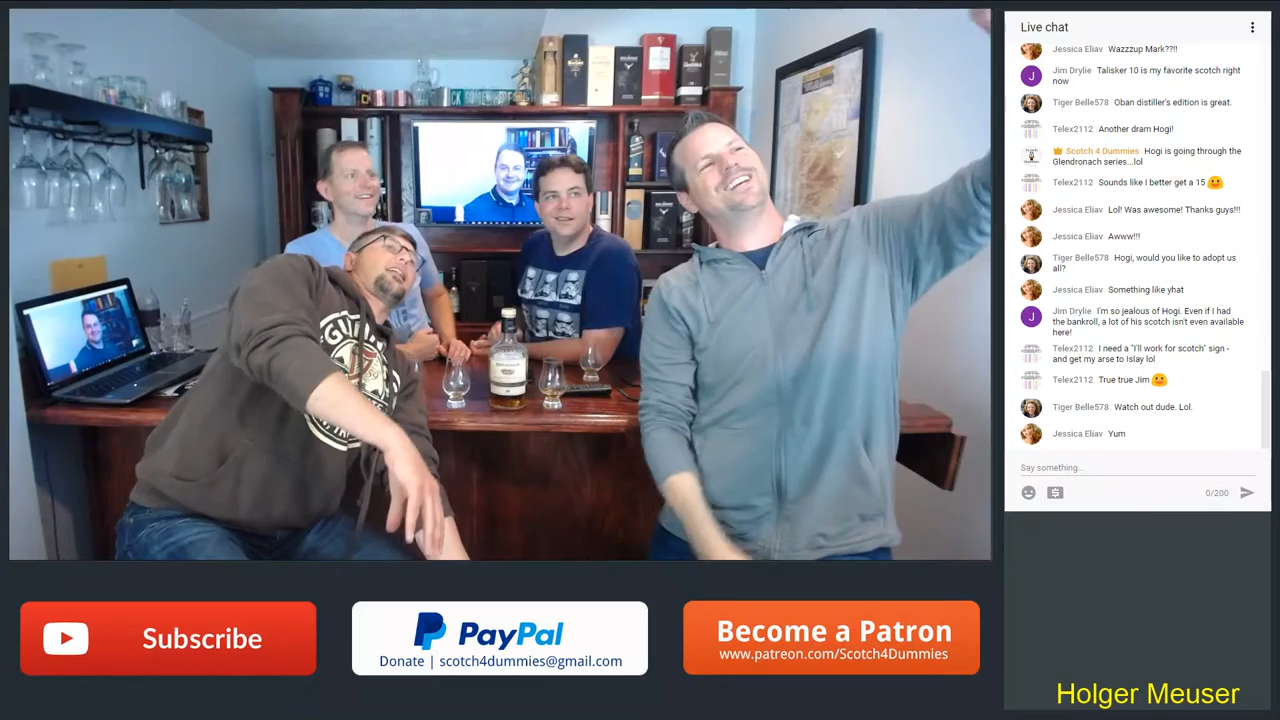 Live chat
Jessica Eliav Wazzzup Mark??!!
J
Jim Drylie Talisker 10 is my favorite scotch right
now
Tiger Belle578 Oban distiller's edition is great.
Telex2112 Another dram Hogi!
Scotch 4 Dummies Hogi is going through the
Glendronach series...lol
Telex2112 Sounds like I better get a 15
Jessica Eliav Lol! Was awesome! Thanks guys!!!
Jessica Eliav Awww!!!
Tiger Belle578 Hogi, would you like to adopt us
all?
Jessica Eliav Something like yhat
J
Jim Drylie I'm so jealous of Hogi. Even if I had
the bankroll, a lot of his scotch isn't even available
here!
Telex2112 I need a "I'll work for scotch" sign -
and get my arse to Islay lol
Telex2112 True true Jim
Tiger Belle578 Watch out dude. Lol.
Jessica Eliav Yum
Say something...
0/200
Subscribe
PayPal
Donate | scotch4dummies@gmail.com
Become a Patron
www.patreon.com/Scotch4Dummies
Holger Meuser